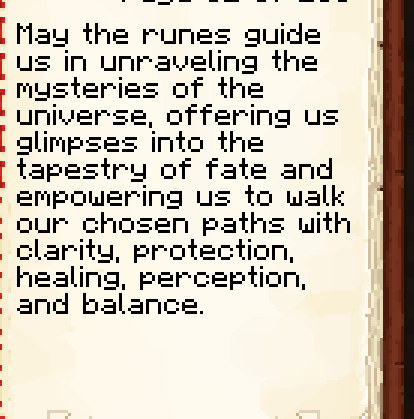 May the runes guide
us in unraveling the
mysteries of the
universe, offering us
glimpses into the
tapestry of fate and
empowering us to walk
our chosen paths with
clarity, protection,
healing, perception,
and balance.